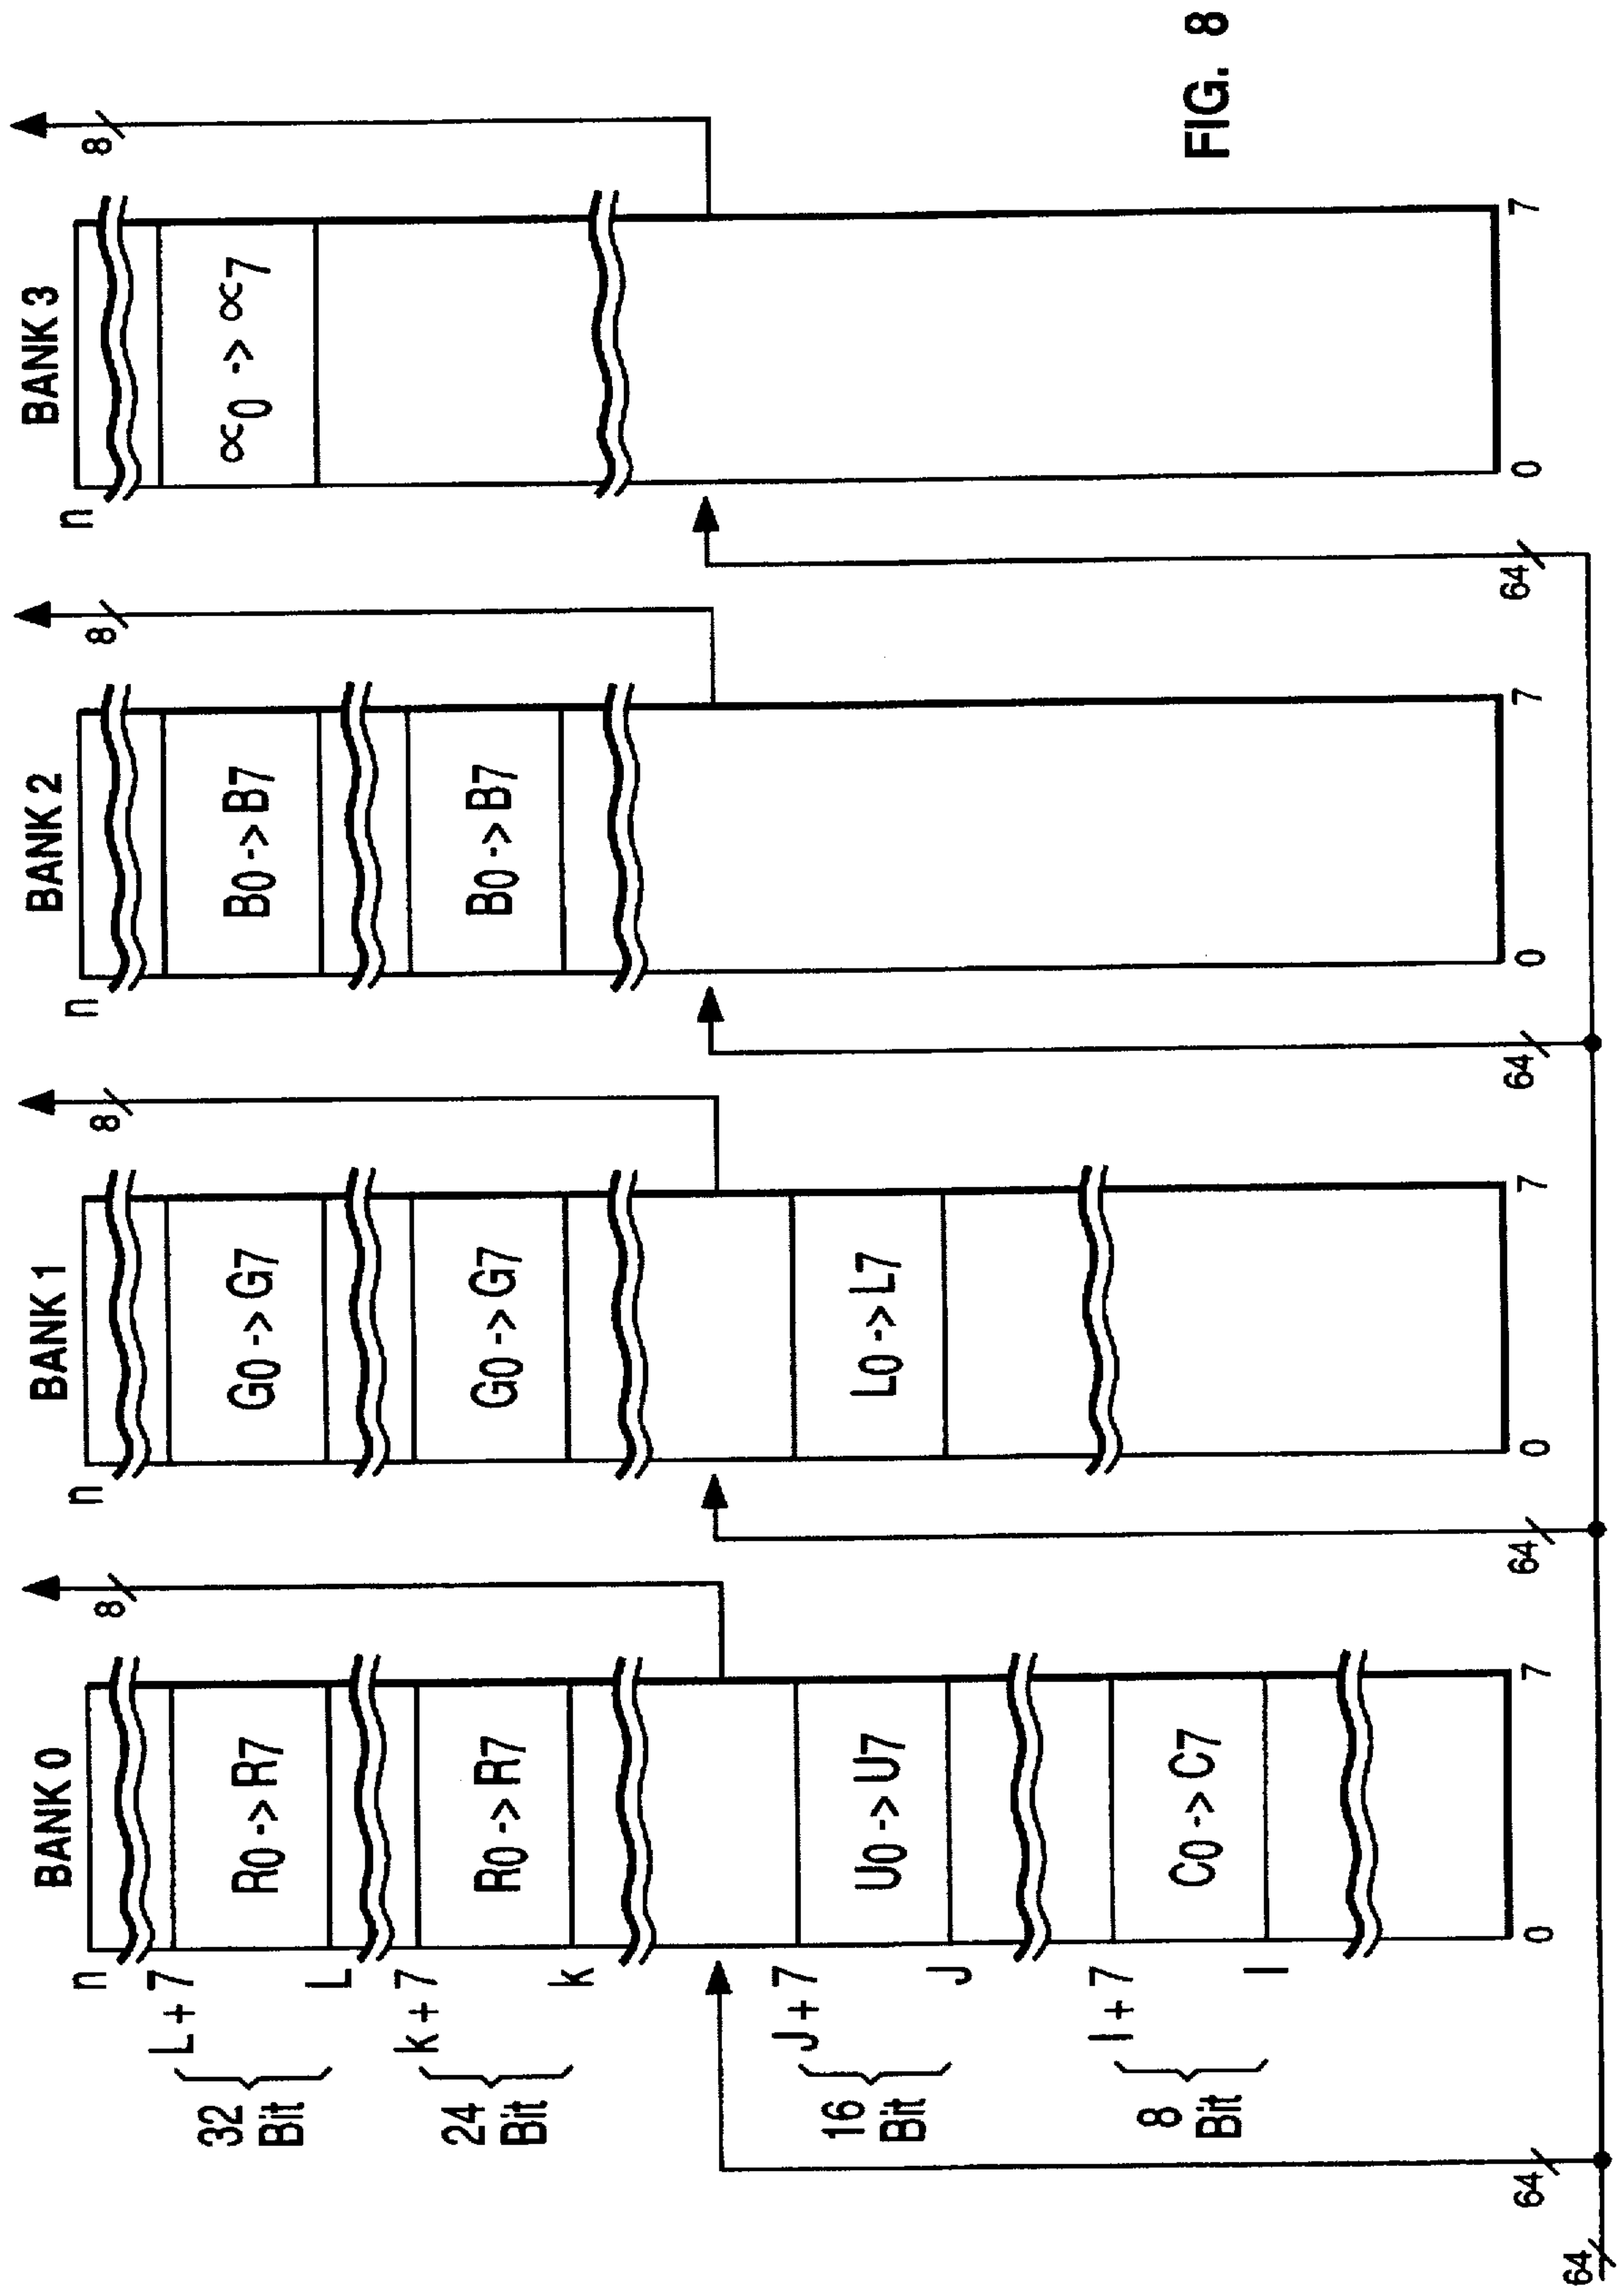 BANK 0
BANK 1
BANK 2
BANK 3
n
n
n
n
8
8
8
8
L + 7
32
Bit
R0 -> R7
G0 -> G7
B0 -> B7
∝0 -> ∝7
L
k + 7
24
Bit
R0 -> R7
G0 -> G7
B0 -> B7
k
J + 7
16
Bit
U0 -> U7
L0 -> L7
J
I + 7
8
Bit
C0 -> C7
I
0
7
0
7
0
7
0
7
64
64
64
64
64
FIG. 8